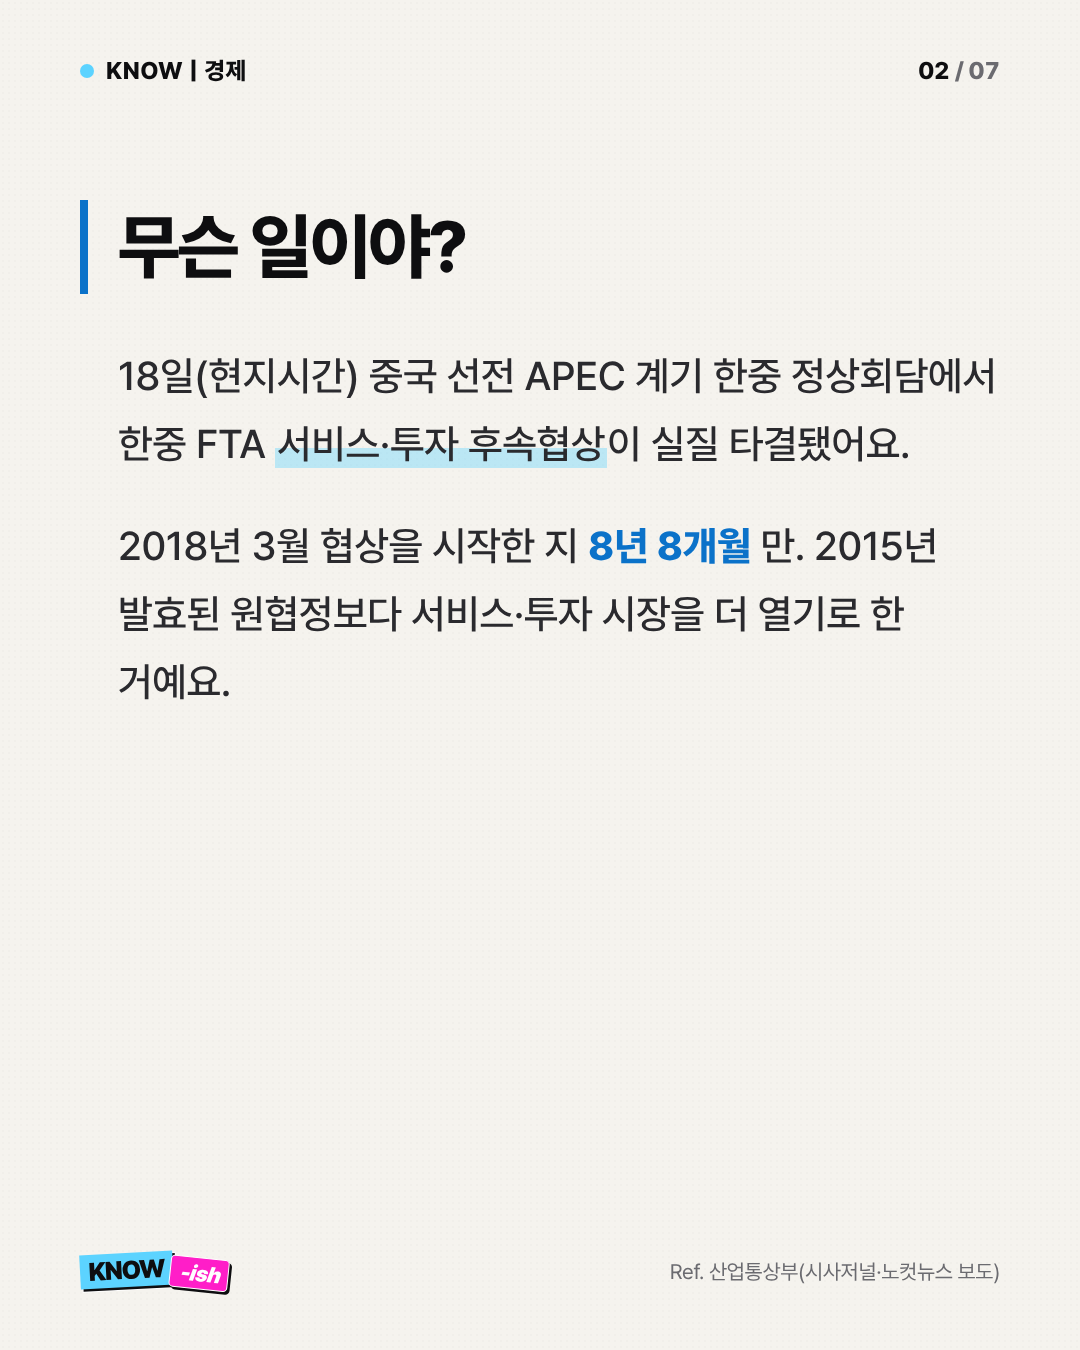 KNOW | 경제
02 / 07
무슨 일이야?
18일(현지시간) 중국 선전 APEC 계기 한중 정상회담에서
한중 FTA 서비스·투자 후속협상이 실질 타결됐어요.
2018년 3월 협상을 시작한 지 8년 8개월 만. 2015년
발효된 원협정보다 서비스·투자 시장을 더 열기로 한
거예요.
KNOW -ish
Ref. 산업통상부(시사저널·노컷뉴스 보도)